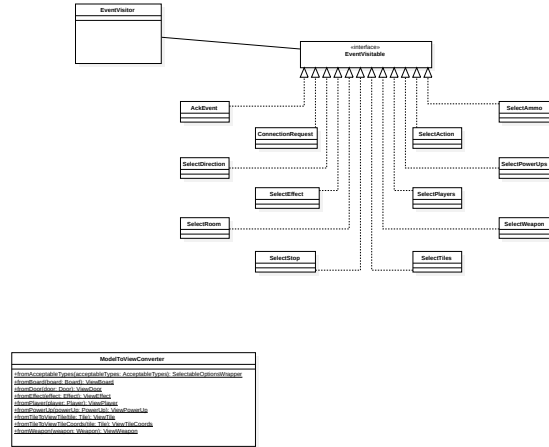 EventVisitor
«interface»
EventVisitable
AckEvent
SelectAmmo
ConnectionRequest
SelectAction
SelectDirection
SelectPowerUps
SelectEffect
SelectPlayers
SelectRoom
SelectWeapon
SelectStop
SelectTiles
ModelToViewConverter
+fromAcceptableTypes(acceptableTypes: AcceptableTypes): SelectableOptionsWrapper
+fromBoard(board: Board): ViewBoard
+fromDoor(door: Door): ViewDoor
+fromEffect(effect: Effect): ViewEffect
+fromPlayer(player: Player): ViewPlayer
+fromPowerUp(powerUp: PowerUp): ViewPowerUp
+fromTileToViewTile(tile: Tile): ViewTile
+fromTileToViewTileCoords(tile: Tile): ViewTileCoords
+fromWeapon(weapon: Weapon): ViewWeapon